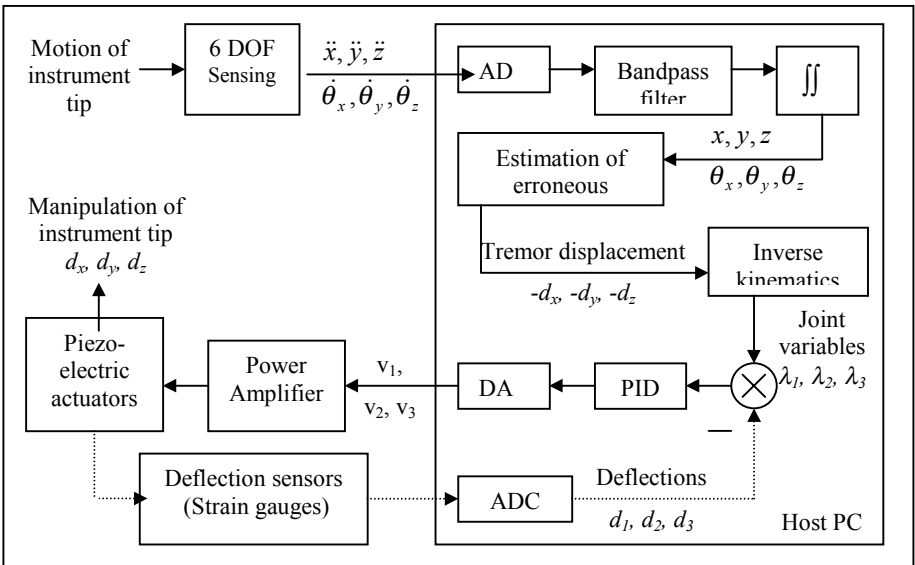 Motion of
instrument
tip
6 DOF
Sensing
ẍ, ÿ, z̈
θ̇x, θ̇y, θ̇z
AD
Bandpass
filter
∬
x, y, z
θx, θy, θz
Estimation of
erroneous
Manipulation of
instrument tip
dx, dy, dz
Tremor displacement
-dx, -dy, -dz
Inverse
kinematics
Joint
variables
λ1, λ2, λ3
Piezo-
electric
actuators
Power
Amplifier
v1,
v2, v3
DA
PID
−
Deflection sensors
(Strain gauges)
ADC
Deflections
d1, d2, d3
Host PC